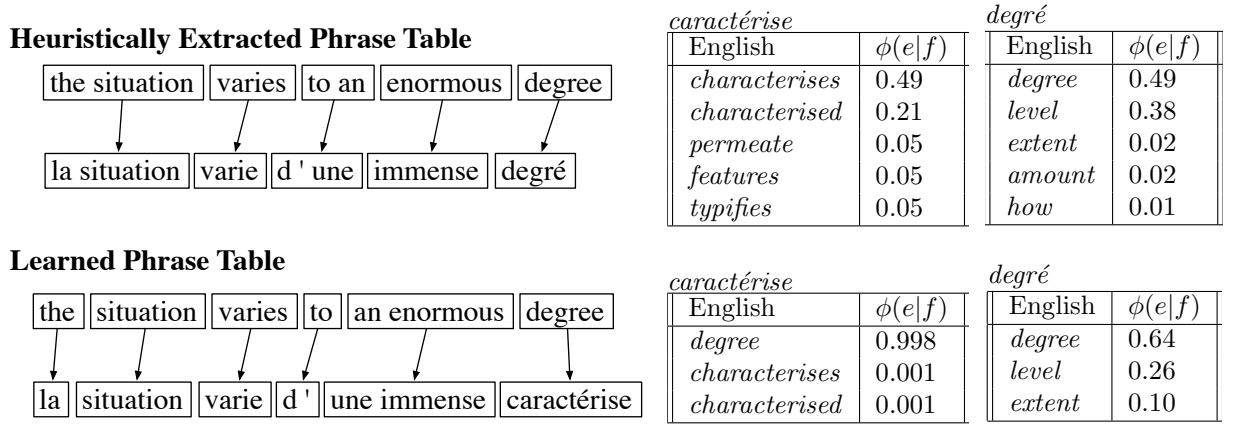 Heuristically Extracted Phrase Table
the situation varies to an enormous degree
la situation varie d ' une immense degré
caractérise
English ϕ(e|f)
characterises 0.49
characterised 0.21
permeate 0.05
features 0.05
typifies 0.05
degré
English ϕ(e|f)
degree 0.49
level 0.38
extent 0.02
amount 0.02
how 0.01
Learned Phrase Table
the situation varies to an enormous degree
la situation varie d ' une immense caractérise
caractérise
English ϕ(e|f)
degree 0.998
characterises 0.001
characterised 0.001
degré
English ϕ(e|f)
degree 0.64
level 0.26
extent 0.10